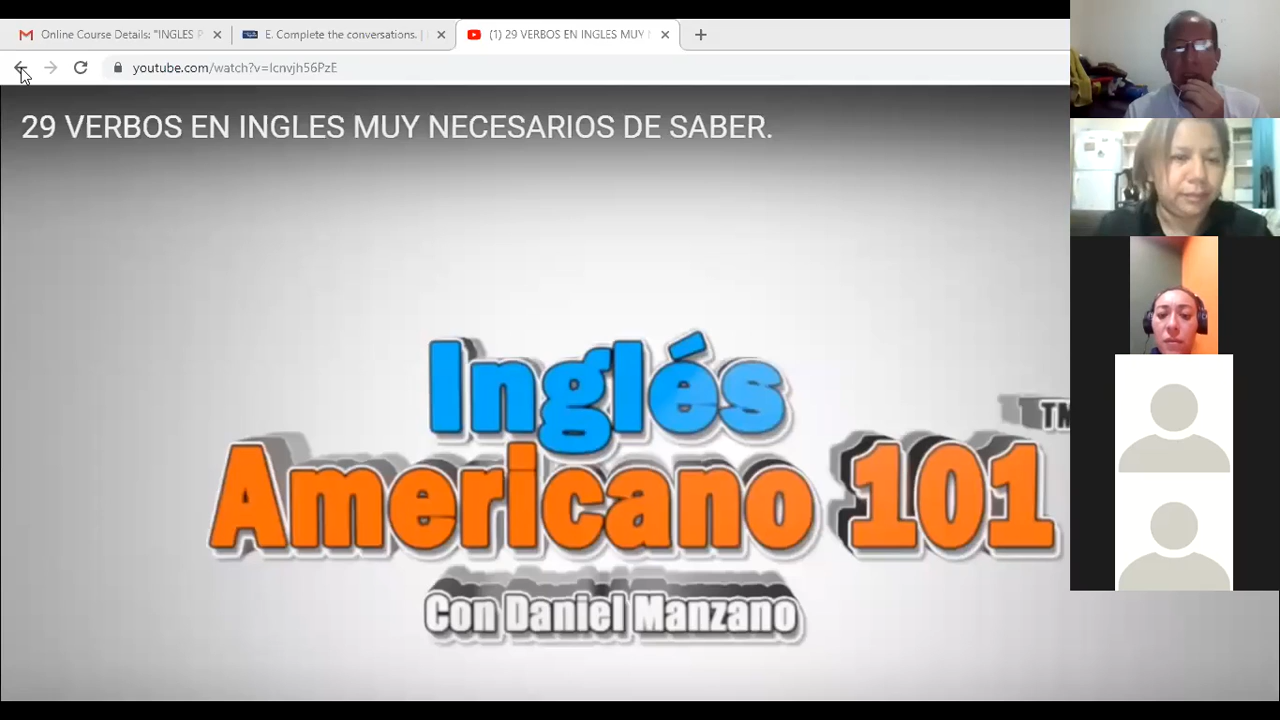 Online Course Details: "INGLES P
E. Complete the conversations. |
(1) 29 VERBOS EN INGLES MUY N
youtube.com/watch?v=lcnvjh56PzE
29 VERBOS EN INGLES MUY NECESARIOS DE SABER.
Inglés
TM
Americano 101
Con Daniel Manzano